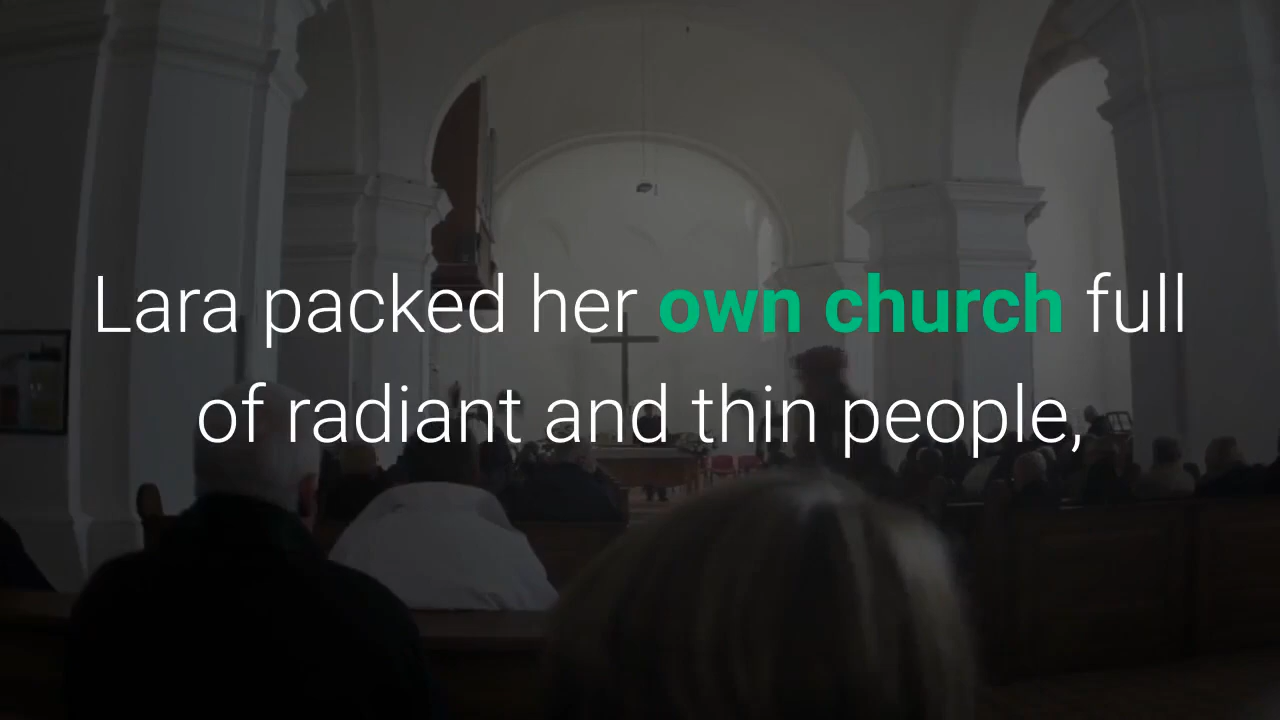 Lara packed her own church full
of radiant and thin people,